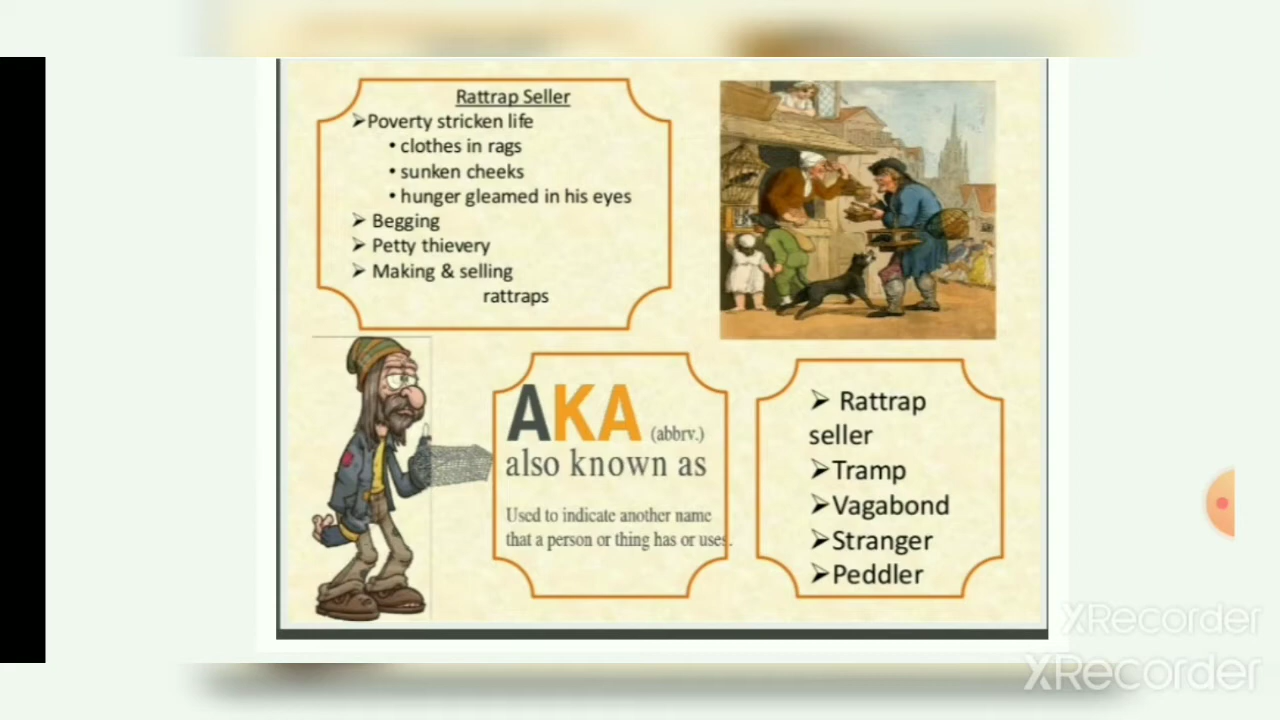 Rattrap Seller
➢Poverty stricken life
• clothes in rags
• sunken cheeks
• hunger gleamed in his eyes
➢ Begging
➢ Petty thievery
➢ Making & selling
rattraps
AKA (abbrv.)
also known as
Used to indicate another name
that a person or thing has or uses.
➢ Rattrap
seller
➢Tramp
➢Vagabond
➢Stranger
➢Peddler
XRecorder
XRecorder